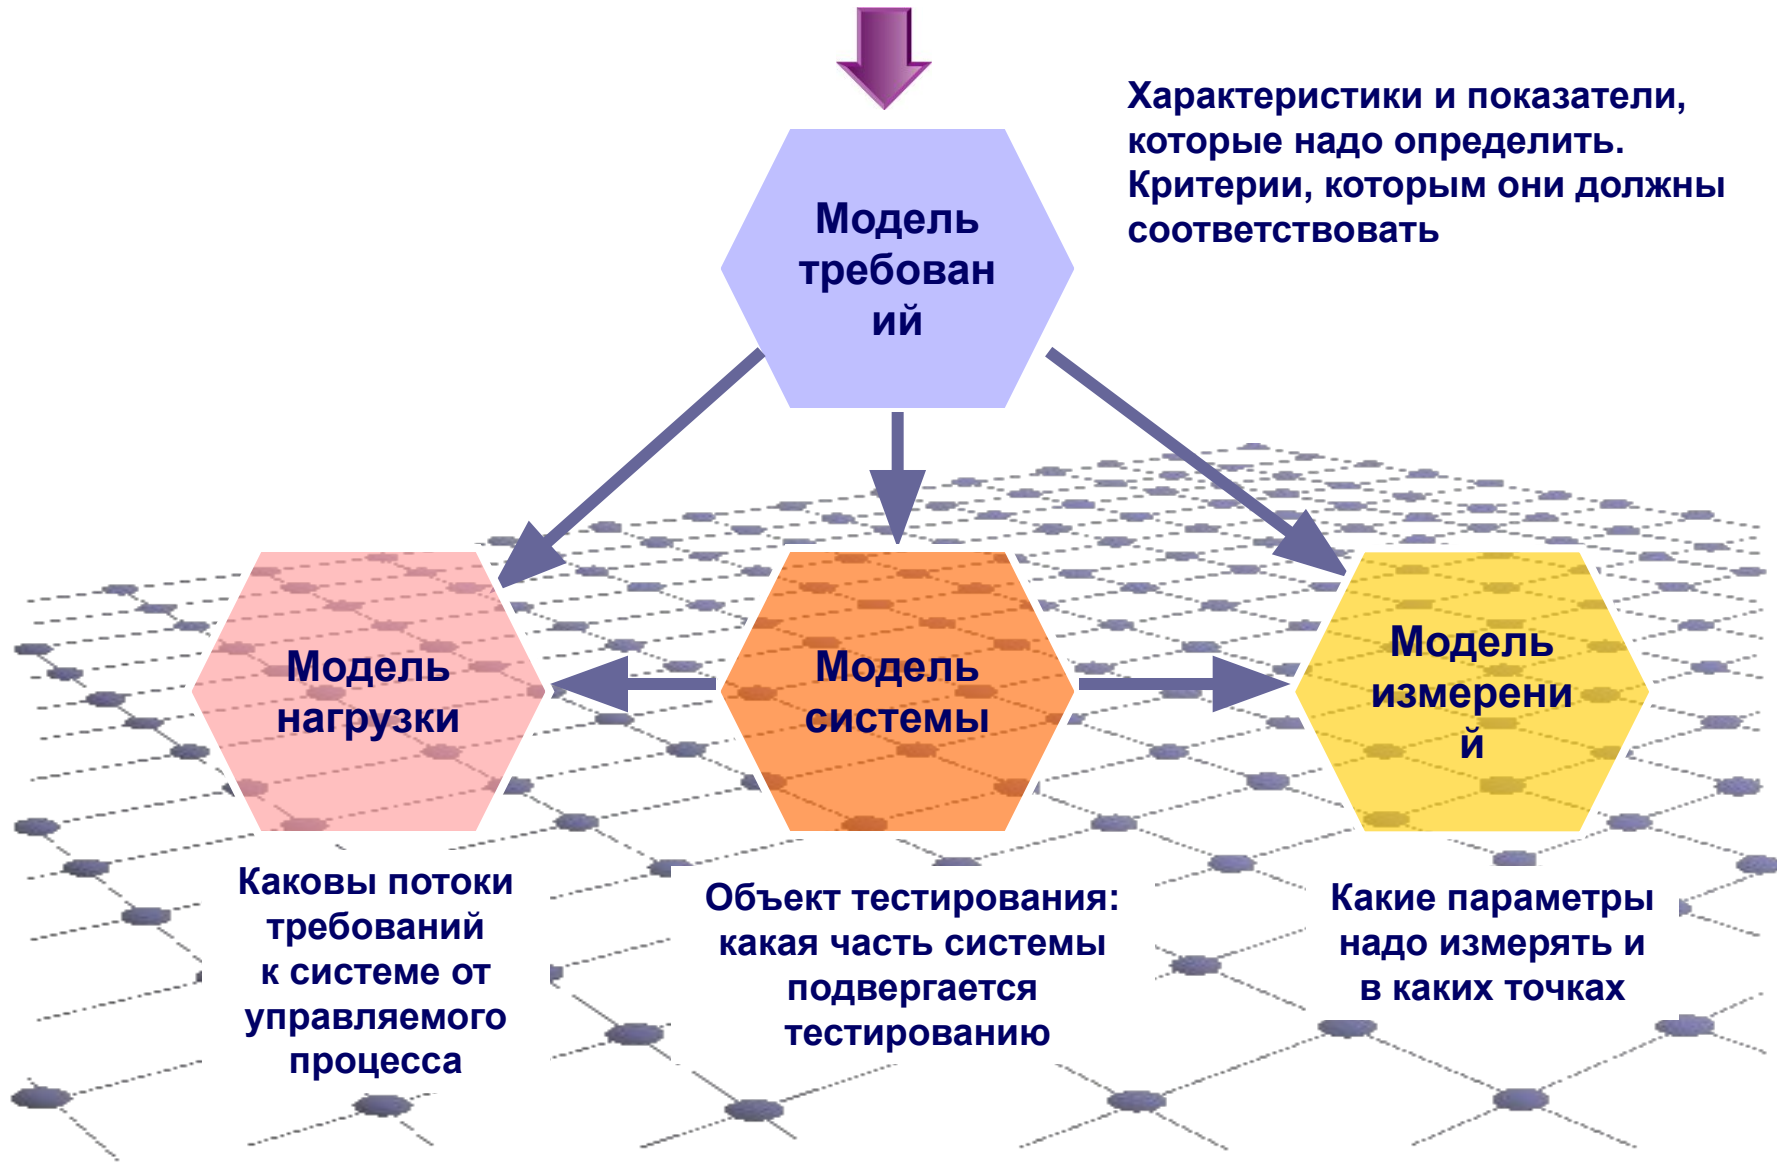 Характеристики и показатели,
которые надо определить.
Критерии, которым они должны
соответствовать
Модель
требован
ий
Модель
нагрузки
Модель
системы
Модель
измерени
й
Каковы потоки
требований
к системе от
управляемого
процесса
Объект тестирования:
какая часть системы
подвергается
тестированию
Какие параметры
надо измерять и
в каких точках